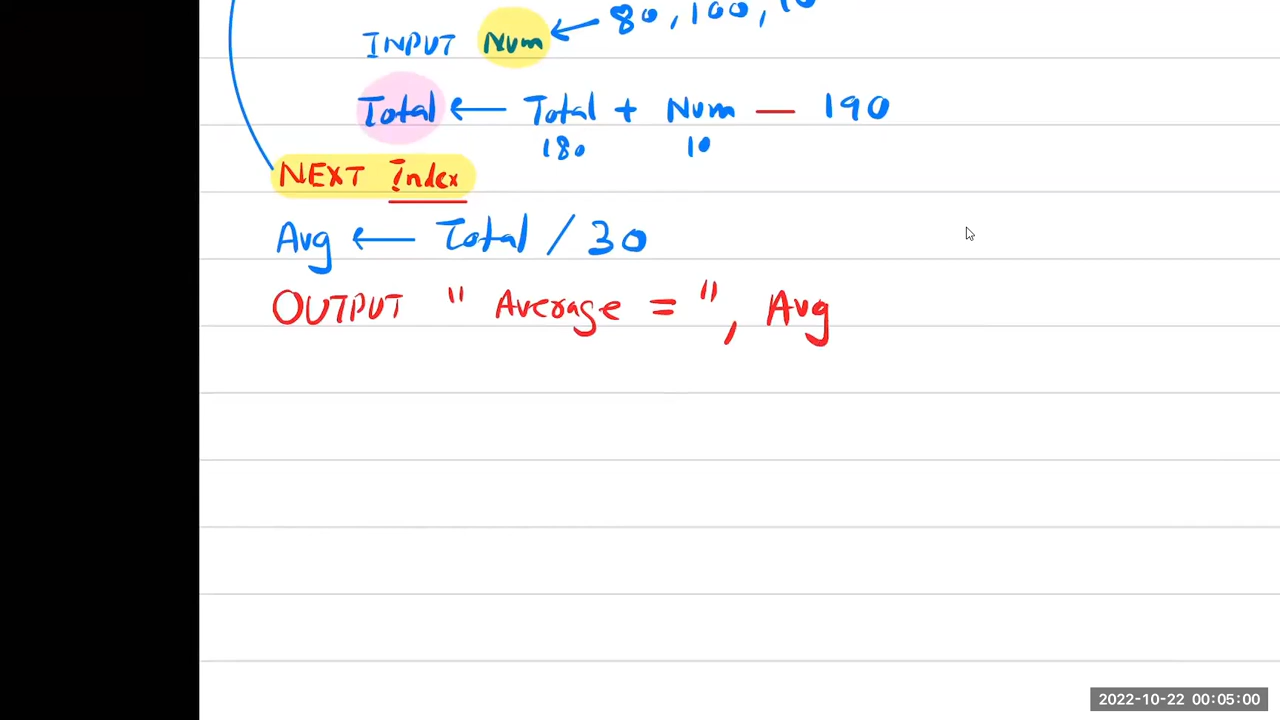 80, 100, 10
INPUT Num ←
Total ← Total + Num — 190
180 10
NEXT Index
Avg ← Total / 30
OUTPUT " Average = ", Avg
2022-10-22 00:05:00